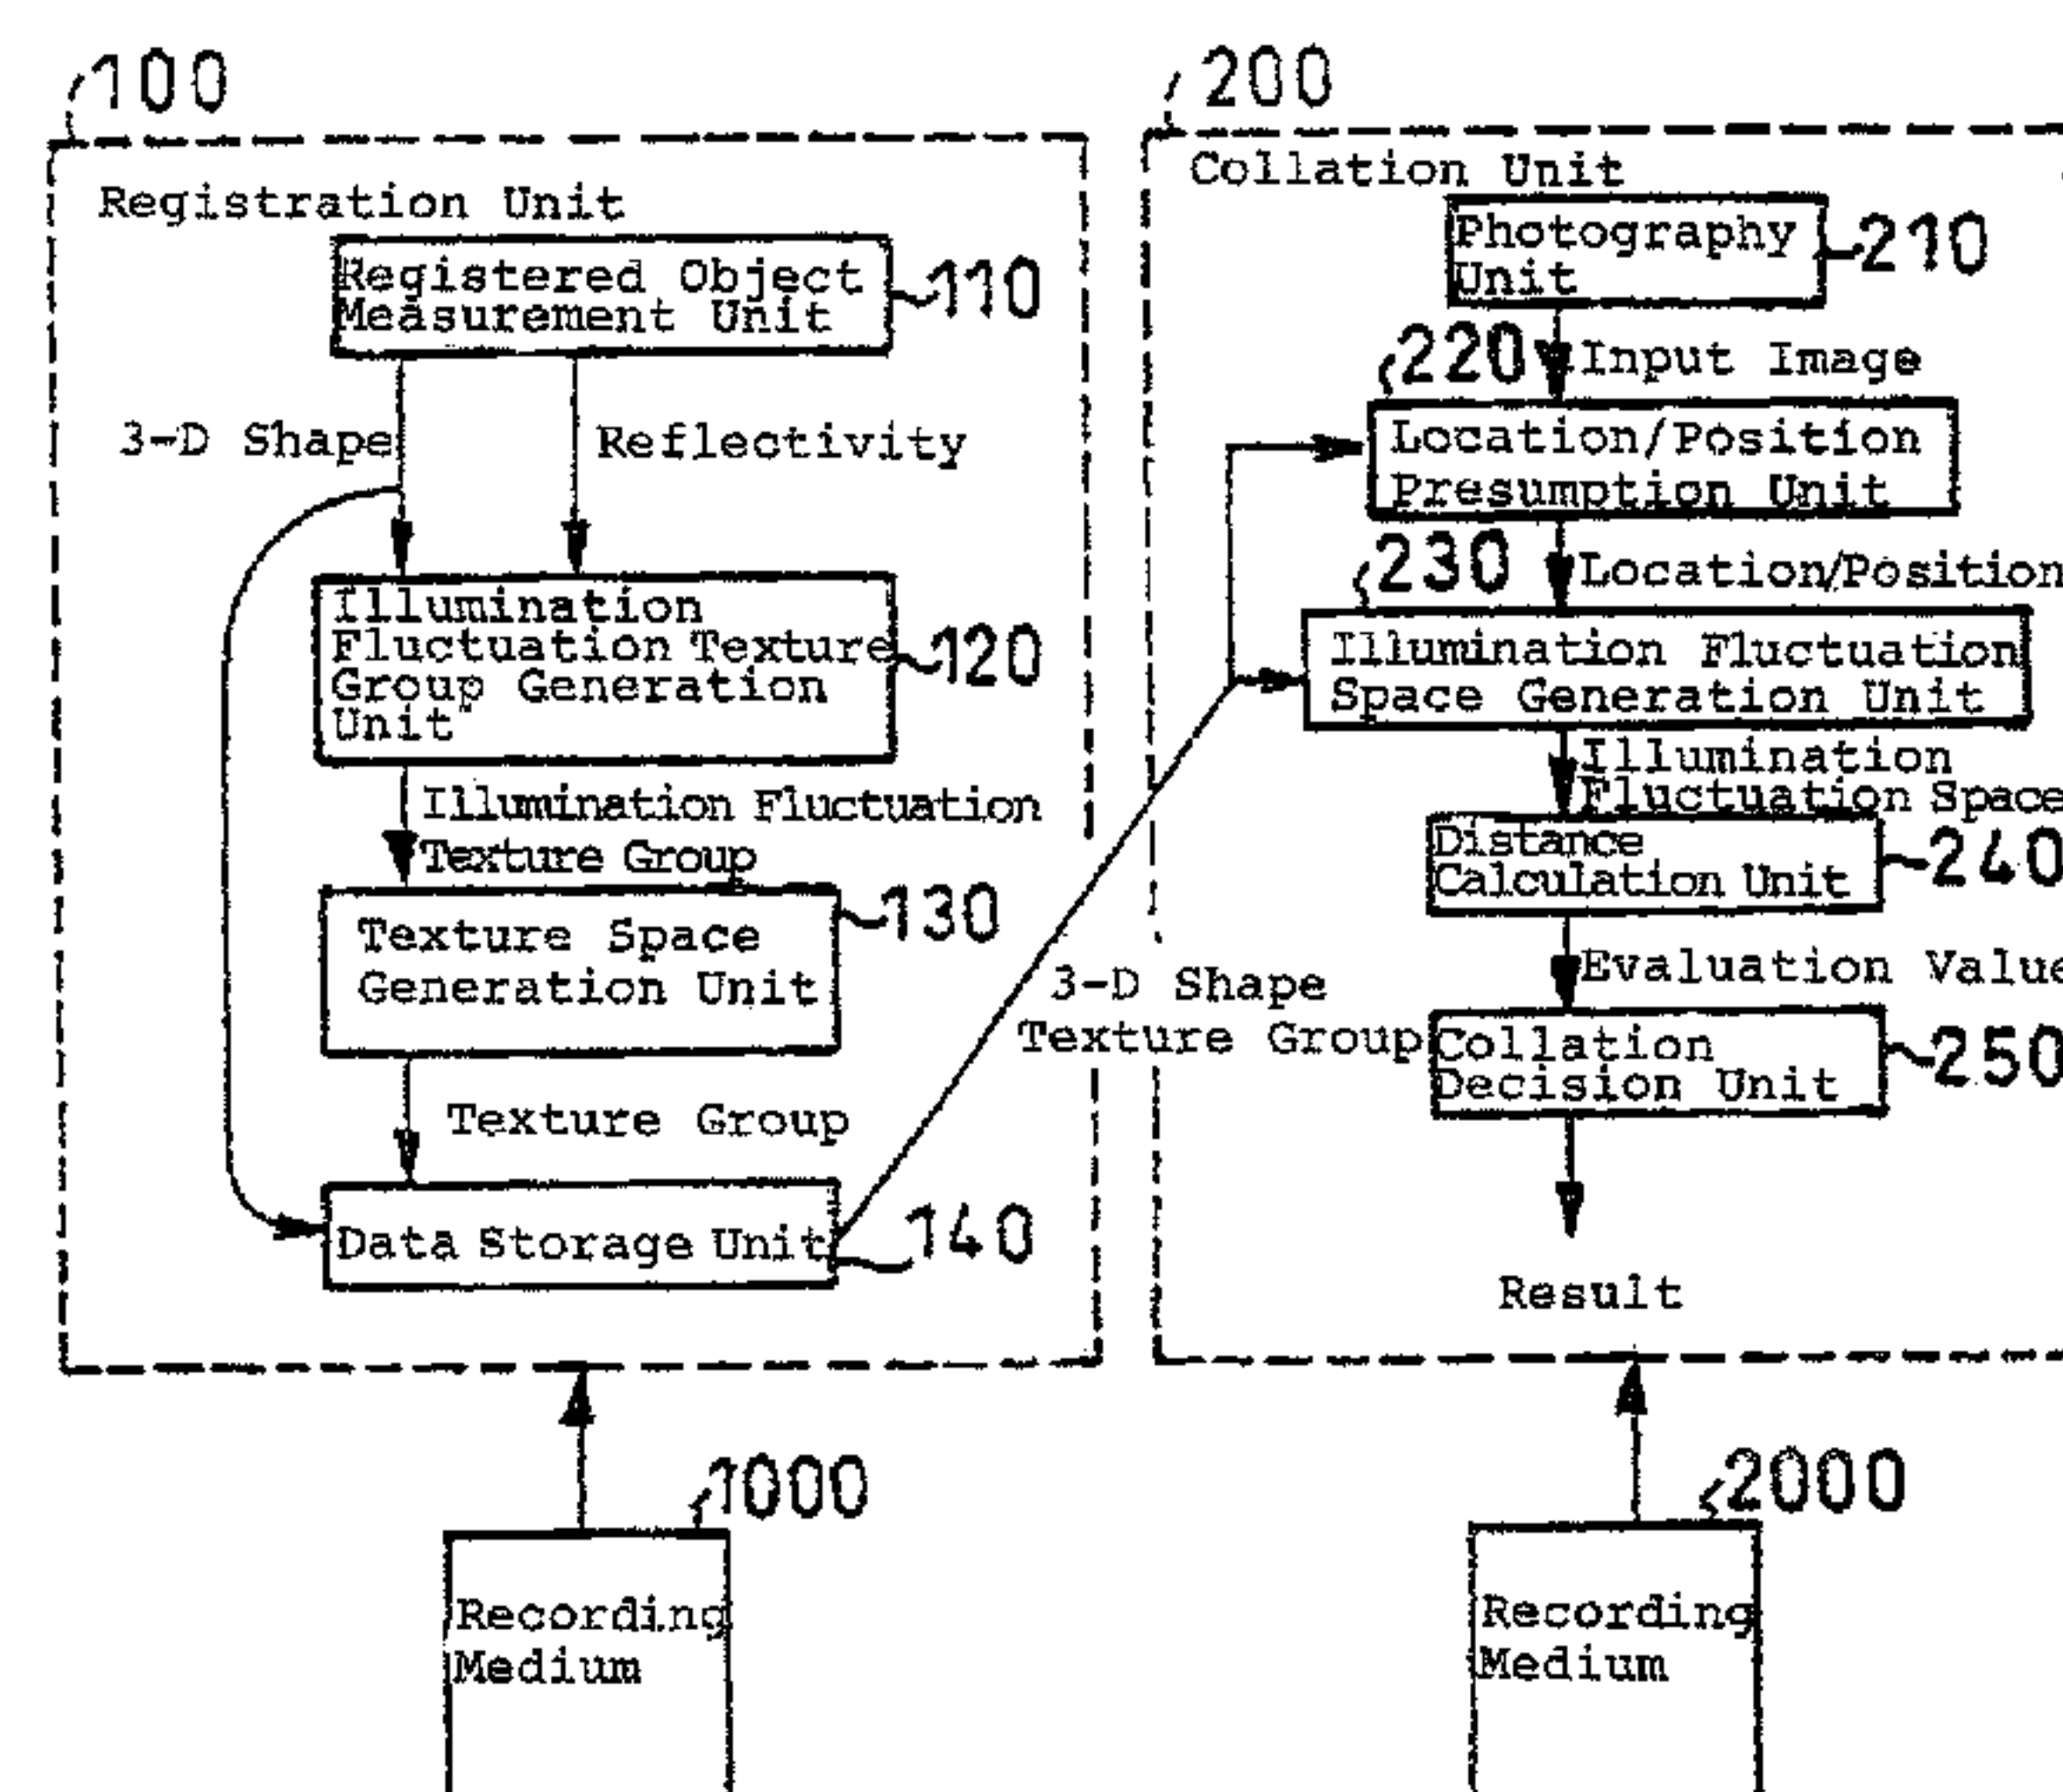 100
Registration Unit
Registered Object
Measurement Unit
110
3-D Shape
Reflectivity
Illumination
Fluctuation Texture
Group Generation
Unit
120
Illumination Fluctuation
Texture Group
Texture Space
Generation Unit
130
Texture Group
Data Storage Unit
140
1000
Recording
Medium
3-D Shape
Texture Group
200
Collation Unit
Photography
Unit
210
220
Input Image
Location/Position
Presumption Unit
230
Location/Position
Illumination Fluctuation
Space Generation Unit
Illumination
Fluctuation Space
Distance
Calculation Unit
240
Evaluation Value
Collation
Decision Unit
250
Result
2000
Recording
Medium